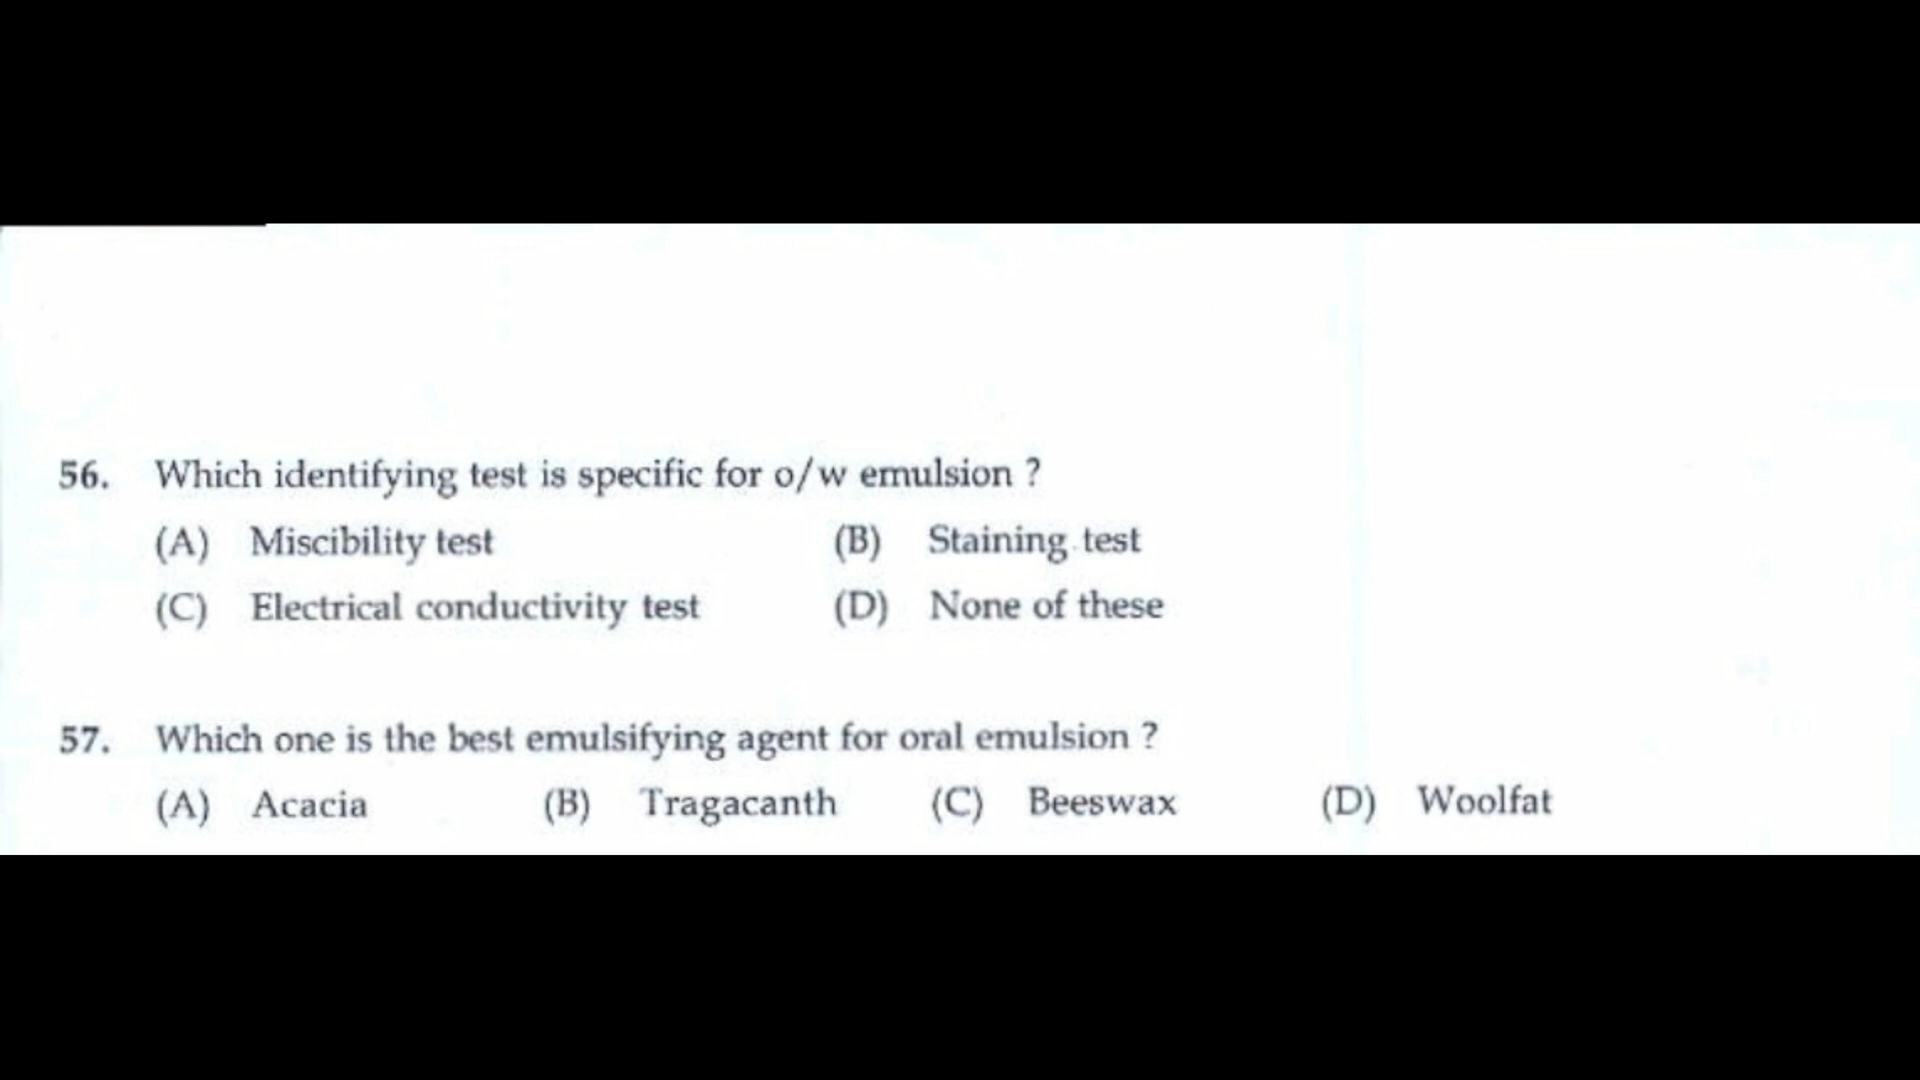 56. Which identifying test is specific for o/w emulsion ?
(A) Miscibility test (B) Staining test
(C) Electrical conductivity test (D) None of these
57. Which one is the best emulsifying agent for oral emulsion ?
(A) Acacia (B) Tragacanth (C) Beeswax (D) Woolfat